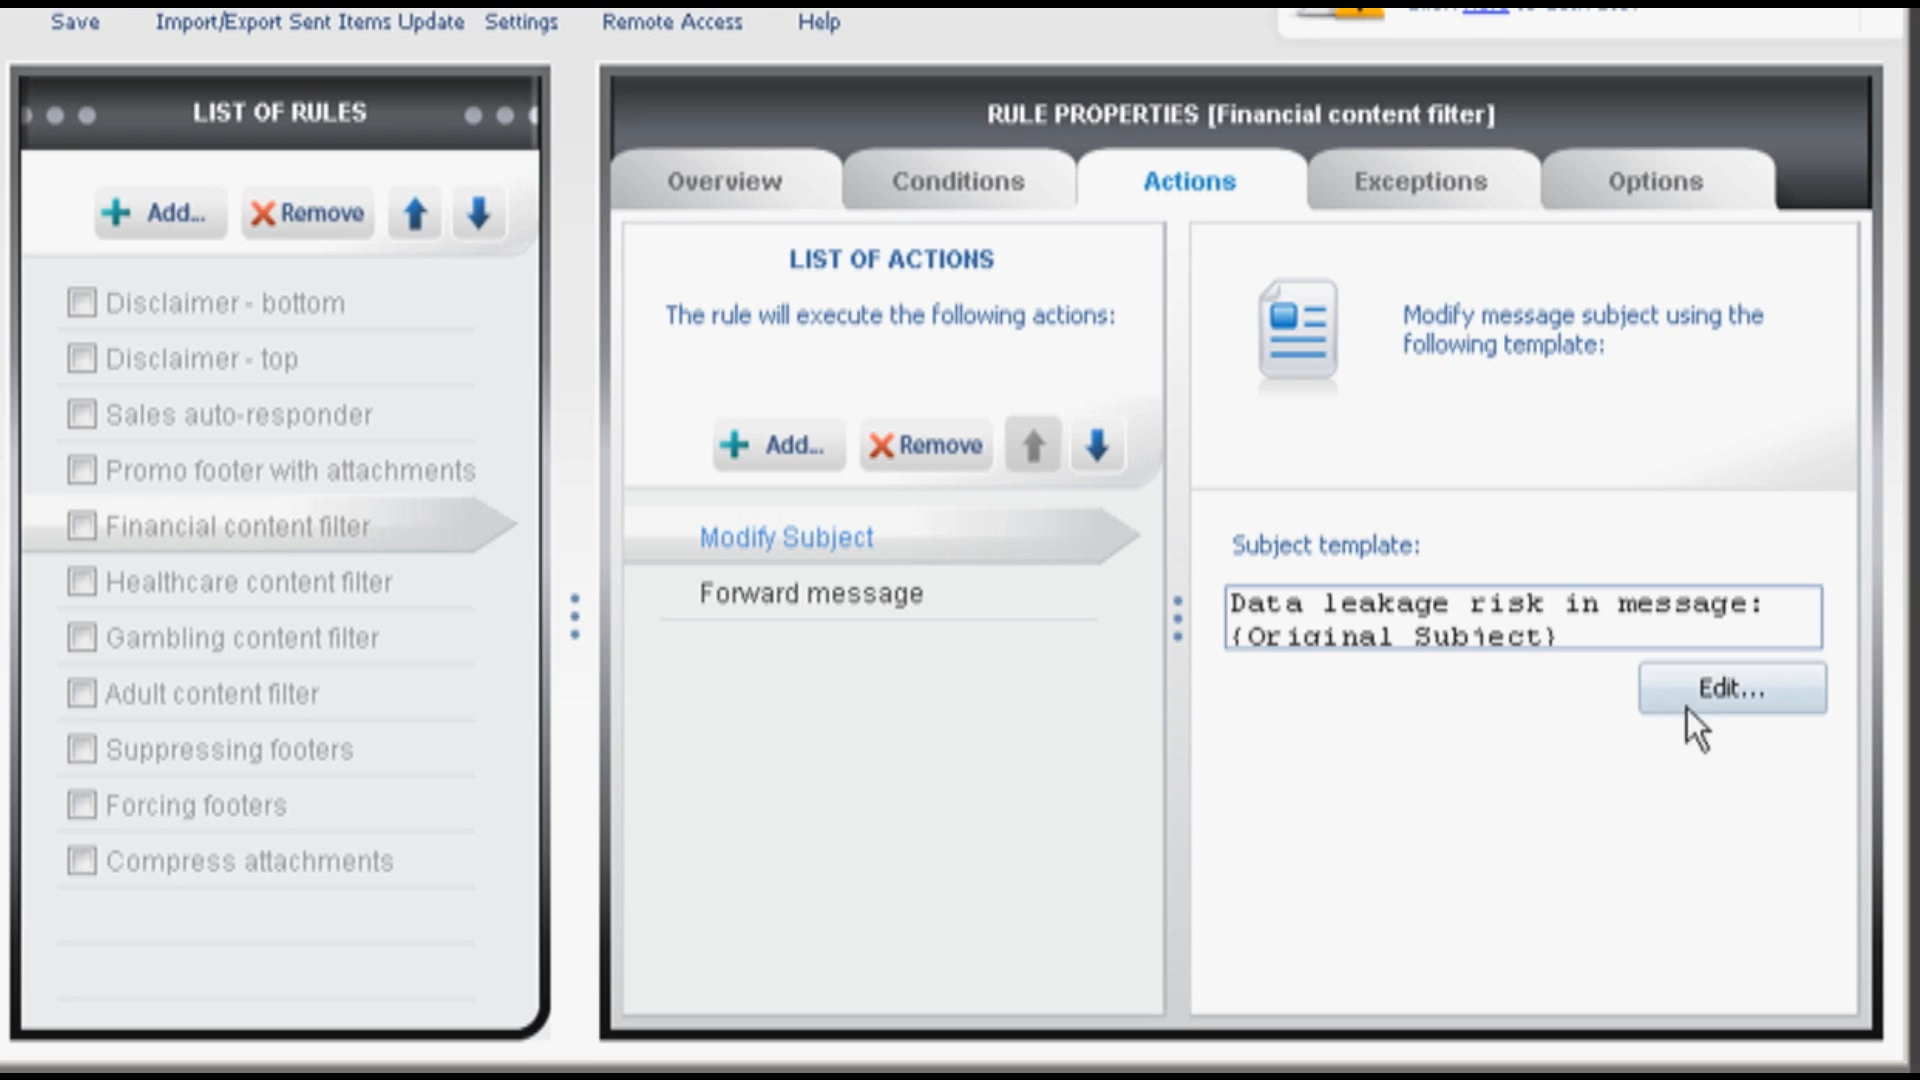 Save Import/Export Sent Items Update Settings Remote Access Help
LIST OF RULES
Add... Remove
Disclaimer - bottom
Disclaimer - top
Sales auto-responder
Promo footer with attachments
Financial content filter
Healthcare content filter
Gambling content filter
Adult content filter
Suppressing footers
Forcing footers
Compress attachments
RULE PROPERTIES [Financial content filter]
Overview Conditions Actions Exceptions Options
LIST OF ACTIONS
The rule will execute the following actions:
Add... Remove
Modify Subject
Forward message
Modify message subject using the
following template:
Subject template:
Data leakage risk in message:
{Original Subject}
Edit...